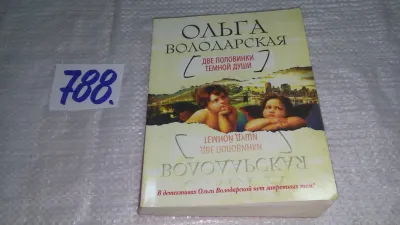 788.
ОЛЬГА
ВОЛОДАРСКАЯ
ДВЕ ПОЛОВИНКИ
ТЕМНОЙ ДУШИ
ТЕМНОЙ ДУШИ
ДВЕ ПОЛОВИНКИ
ВОЛОДАРСКАЯ
В детективах Ольги Володарской нет запретных тем!